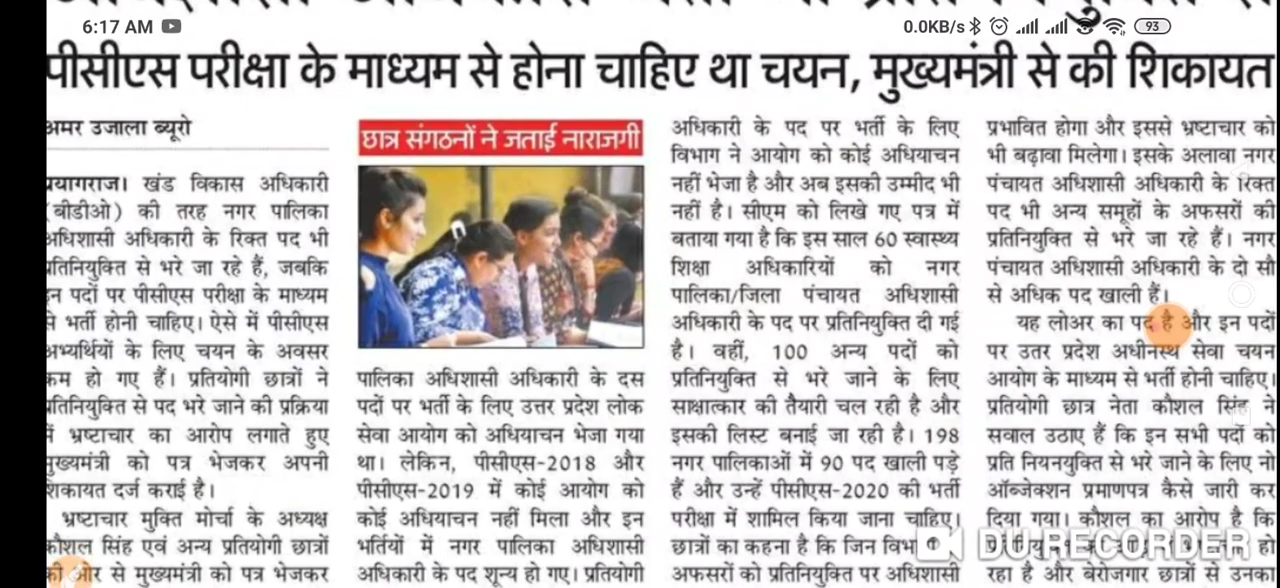 6:17 AM
0.0KB/s
93
पीसीएस परीक्षा के माध्यम से होना चाहिए था चयन, मुख्यमंत्री से की शिकायत
अमर उजाला ब्यूरो
प्रयागराज। खंड विकास अधिकारी
(बीडीओ) की तरह नगर पालिका
अधिशासी अधिकारी के रिक्त पद भी
प्रतिनियुक्ति से भरे जा रहे हैं, जबकि
इन पदों पर पीसीएस परीक्षा के माध्यम
से भर्ती होनी चाहिए। ऐसे में पीसीएस
अभ्यर्थियों के लिए चयन के अवसर
कम हो गए हैं। प्रतियोगी छात्रों ने
प्रतिनियुक्ति से पद भरे जाने की प्रक्रिया
में भ्रष्टाचार का आरोप लगाते हुए
मुख्यमंत्री को पत्र भेजकर अपनी
शिकायत दर्ज कराई है।
भ्रष्टाचार मुक्ति मोर्चा के अध्यक्ष
कौशल सिंह एवं अन्य प्रतियोगी छात्रों
की ओर से मुख्यमंत्री को पत्र भेजकर
छात्र संगठनों ने जताई नाराजगी
पालिका अधिशासी अधिकारी के दस
पदों पर भर्ती के लिए उत्तर प्रदेश लोक
सेवा आयोग को अधियाचन भेजा गया
था। लेकिन, पीसीएस-2018 और
पीसीएस-2019 में कोई आयोग को
कोई अधियाचन नहीं मिला और इन
भर्तियों में नगर पालिका अधिशासी
अधिकारी के पद शून्य हो गए। प्रतियोगी
अधिकारी के पद पर भर्ती के लिए
विभाग ने आयोग को कोई अधियाचन
नहीं भेजा है और अब इसकी उम्मीद भी
नहीं है। सीएम को लिखे गए पत्र में
बताया गया है कि इस साल 60 स्वास्थ्य
शिक्षा अधिकारियों को नगर
पालिका/जिला पंचायत अधिशासी
अधिकारी के पद पर प्रतिनियुक्ति दी गई
है। वहीं, 100 अन्य पदों को
प्रतिनियुक्ति से भरे जाने के लिए
साक्षात्कार की तैयारी चल रही है और
इसकी लिस्ट बनाई जा रही है। 198
नगर पालिकाओं में 90 पद खाली पड़े
हैं और उन्हें पीसीएस-2020 की भर्ती
परीक्षा में शामिल किया जाना चाहिए।
छात्रों का कहना है कि जिन
अफसरों को प्रतिनियुक्ति पर अधिशासी
प्रभावित होगा और इससे भ्रष्टाचार को
भी बढ़ावा मिलेगा। इसके अलावा नगर
पंचायत अधिशासी अधिकारी के रिक्त
पद भी अन्य समूहों के अफसरों की
प्रतिनियुक्ति से भरे जा रहे हैं। नगर
पंचायत अधिशासी अधिकारी के दो सौ
से अधिक पद खाली हैं।
यह लोअर का पद है और इन पदों
पर उतर प्रदेश अधीनस्थ सेवा चयन
आयोग के माध्यम से भर्ती होनी चाहिए।
प्रतियोगी छात्र नेता कौशल सिंह ने
सवाल उठाए हैं कि इन सभी पदों को
प्रति नियनयुक्ति से भरे जाने के लिए नो
ऑब्जेक्शन प्रमाणपत्र कैसे जारी कर
दिया गया। कौशल का आरोप है कि
हो
रहा है और बेरोजगार छात्रों से उनका
DU RECORDER